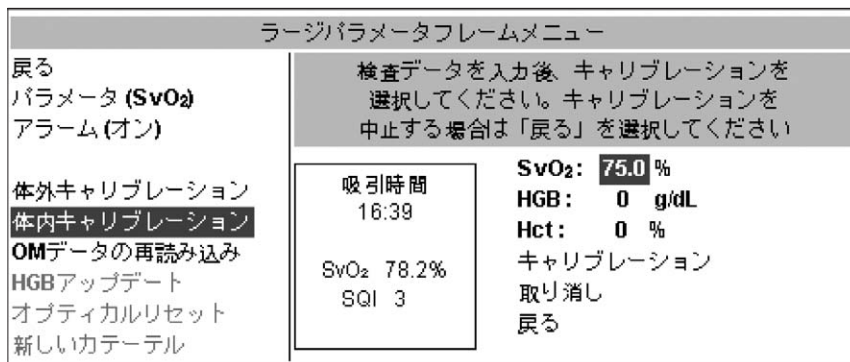 ラージパラメータフレームメニュー
戻る
パラメータ (SvO₂)
アラーム (オン)
体外キャリブレーション
体内キャリブレーション
OMデータの再読み込み
HGBアップデート
オプティカルリセット
新しいカテーテル
検査データを入力後、キャリブレーションを
選択してください。キャリブレーションを
中止する場合は「戻る」を選択してください
吸引時間
16:39
SvO₂ 78.2%
SQI 3
SvO₂: 75.0 %
HGB: 0 g/dL
Hct: 0 %
キャリブレーション
取り消し
戻る